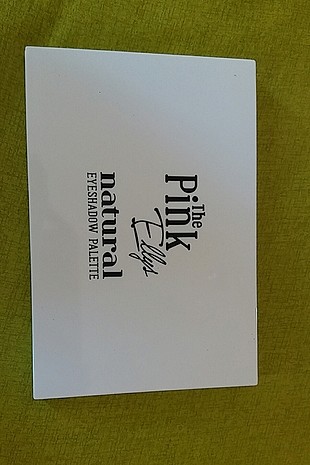 The
Pink
Ellys
natural
EYESHADOW PALETTE